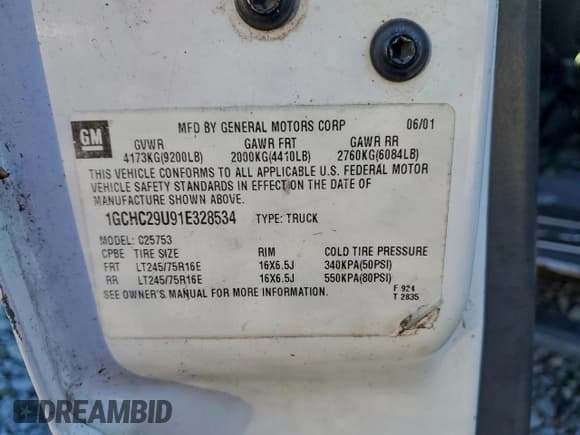 GM
MFD BY GENERAL MOTORS CORP 06/01
GVWR GAWR FRT GAWR RR
4173KG(9200LB) 2000KG(4410LB) 2760KG(6084LB)
THIS VEHICLE CONFORMS TO ALL APPLICABLE U.S. FEDERAL MOTOR
VEHICLE SAFETY STANDARDS IN EFFECT ON THE DATE OF
MANUFACTURE SHOWN ABOVE.
1GCHC29U91E328534 TYPE: TRUCK
MODEL: C25753
CPBE TIRE SIZE RIM COLD TIRE PRESSURE
FRT LT245/75R16E 16X6.5J 340KPA(50PSI)
RR LT245/75R16E 16X6.5J 550KPA(80PSI)
SEE OWNER'S MANUAL FOR MORE INFORMATION.
F 924
T 2835
DREAMBID